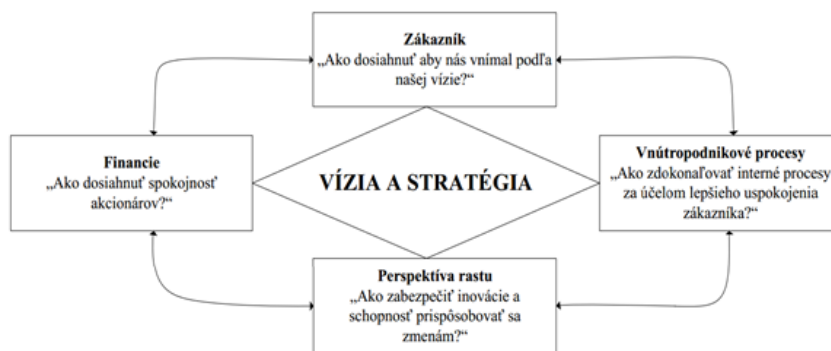 Zákazník
„Ako dosiahnuť aby nás vnímal podľa
našej vízie?“
Financie
„Ako dosiahnuť spokojnosť
akcionárov?“
VÍZIA A STRATÉGIA
Vnútropodnikové procesy
„Ako zdokonaľovať interné procesy
za účelom lepšieho uspokojenia
zákazníka?“
Perspektíva rastu
„Ako zabezpečiť inovácie a
schopnosť prispôsobovať sa
zmenám?“